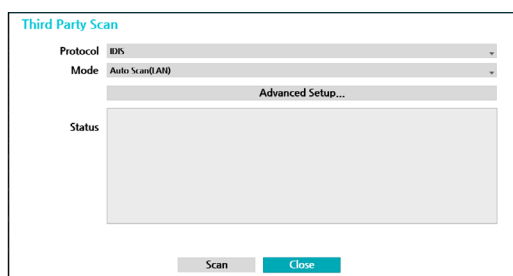 Third Party Scan
Protocol IDIS
Mode Auto Scan(LAN)
Advanced Setup...
Status
Scan Close